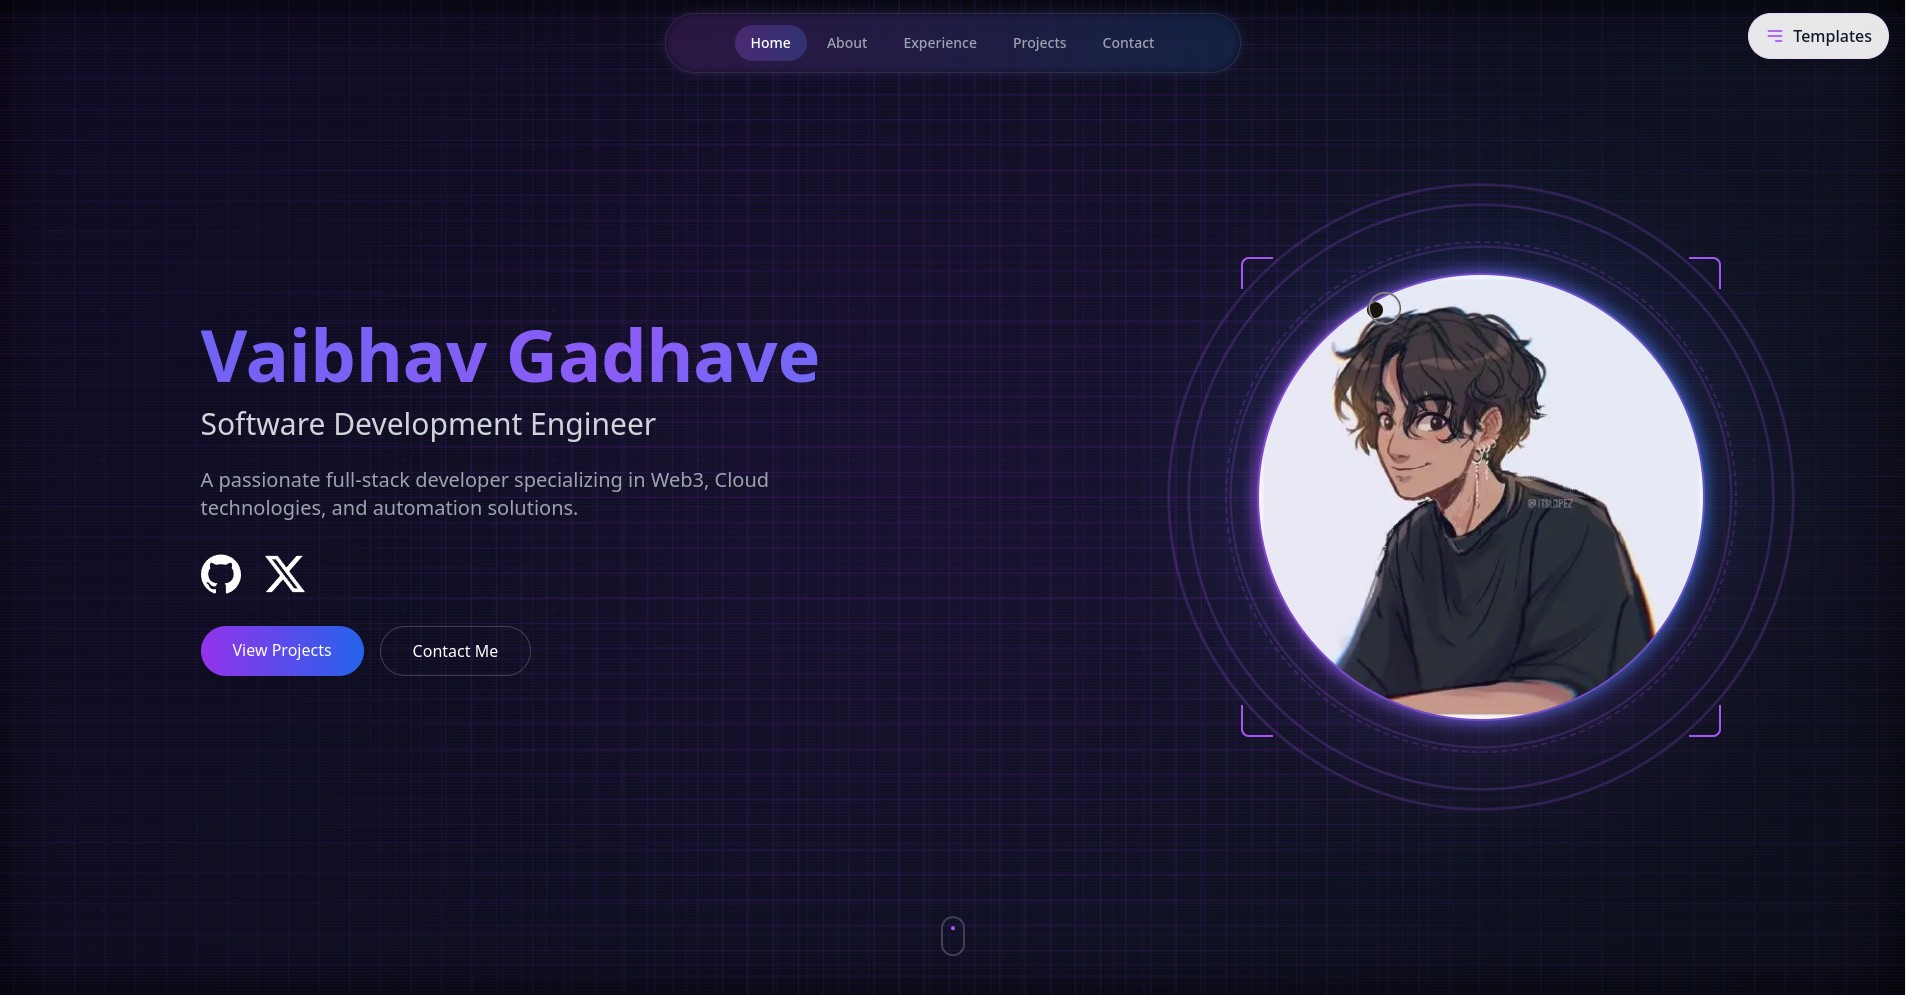 Home About Experience Projects Contact
Templates
Vaibhav Gadhave
Software Development Engineer
A passionate full-stack developer specializing in Web3, Cloud
technologies, and automation solutions.
@ITSLOPEZ
View Projects Contact Me